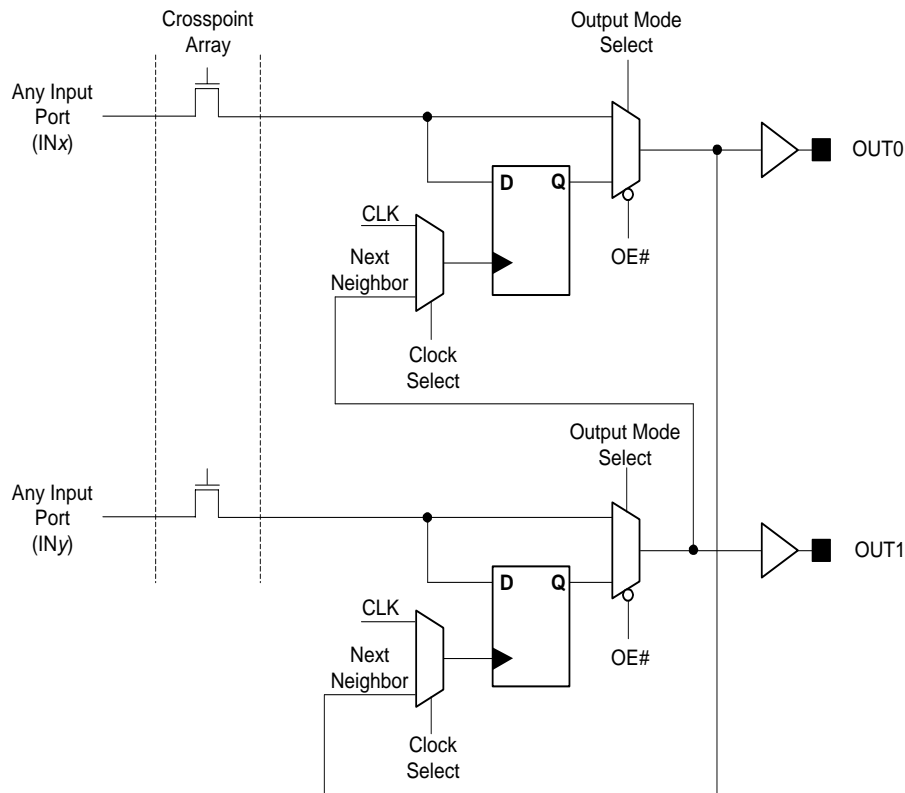 Crosspoint
Array
Output Mode
Select
Any Input
Port
(INx)
OUT0
D Q
CLK
Next
Neighbor
OE#
Clock
Select
Output Mode
Select
Any Input
Port
(INy)
OUT1
D Q
CLK
Next
Neighbor
OE#
Clock
Select